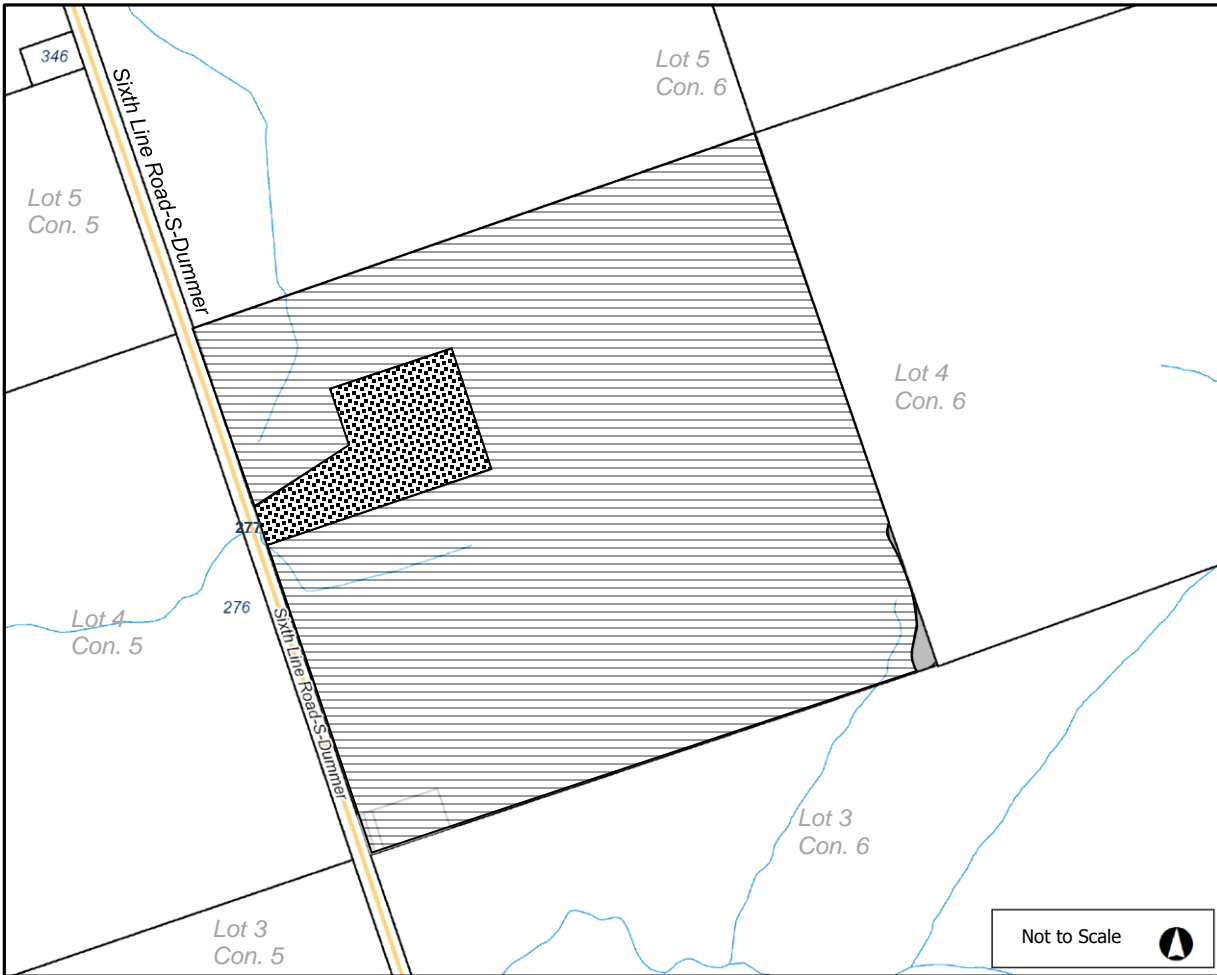 346
Sixth Line Road-S-Dummer
Lot 5
Con. 6
Lot 5
Con. 5
Lot 4
Con. 6
277
276
Lot 4
Con. 5
Sixth Line Road-S-Dummer
Lot 3
Con. 6
Lot 3
Con. 5
Not to Scale